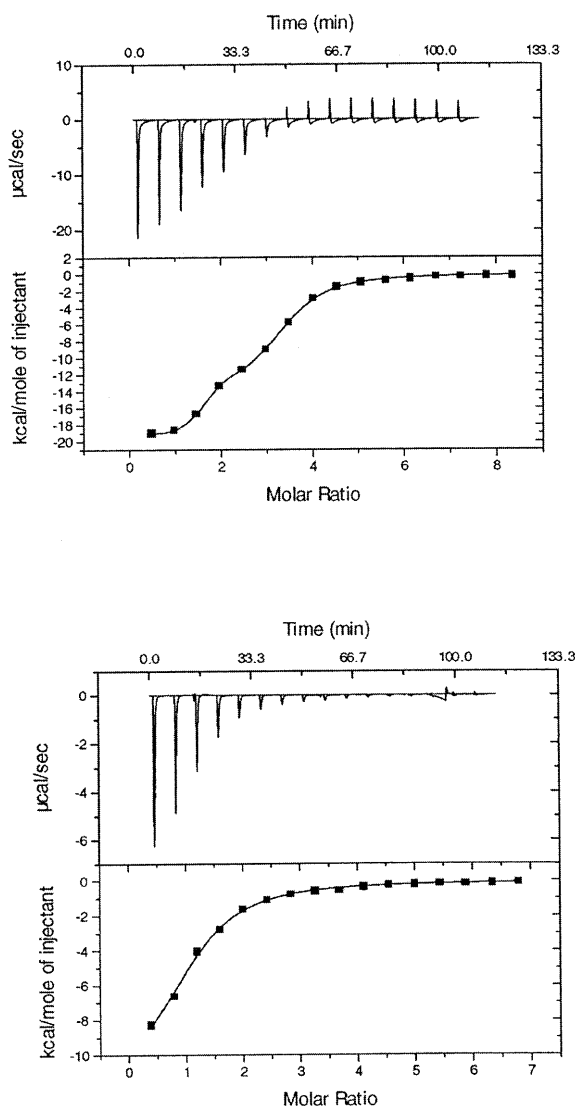 Time (min)
0.0 33.3 66.7 100.0 133.3
10
0
-10
-20
µcal/sec
2
0
-2
-4
-6
-8
-10
-12
-14
-16
-18
-20
kcal/mole of injectant
0 2 4 6 8
Molar Ratio
Time (min)
0.0 33.3 66.7 100.0 133.3
0
-2
-4
-6
µcal/sec
0
-2
-4
-6
-8
-10
kcal/mole of injectant
0 1 2 3 4 5 6 7
Molar Ratio